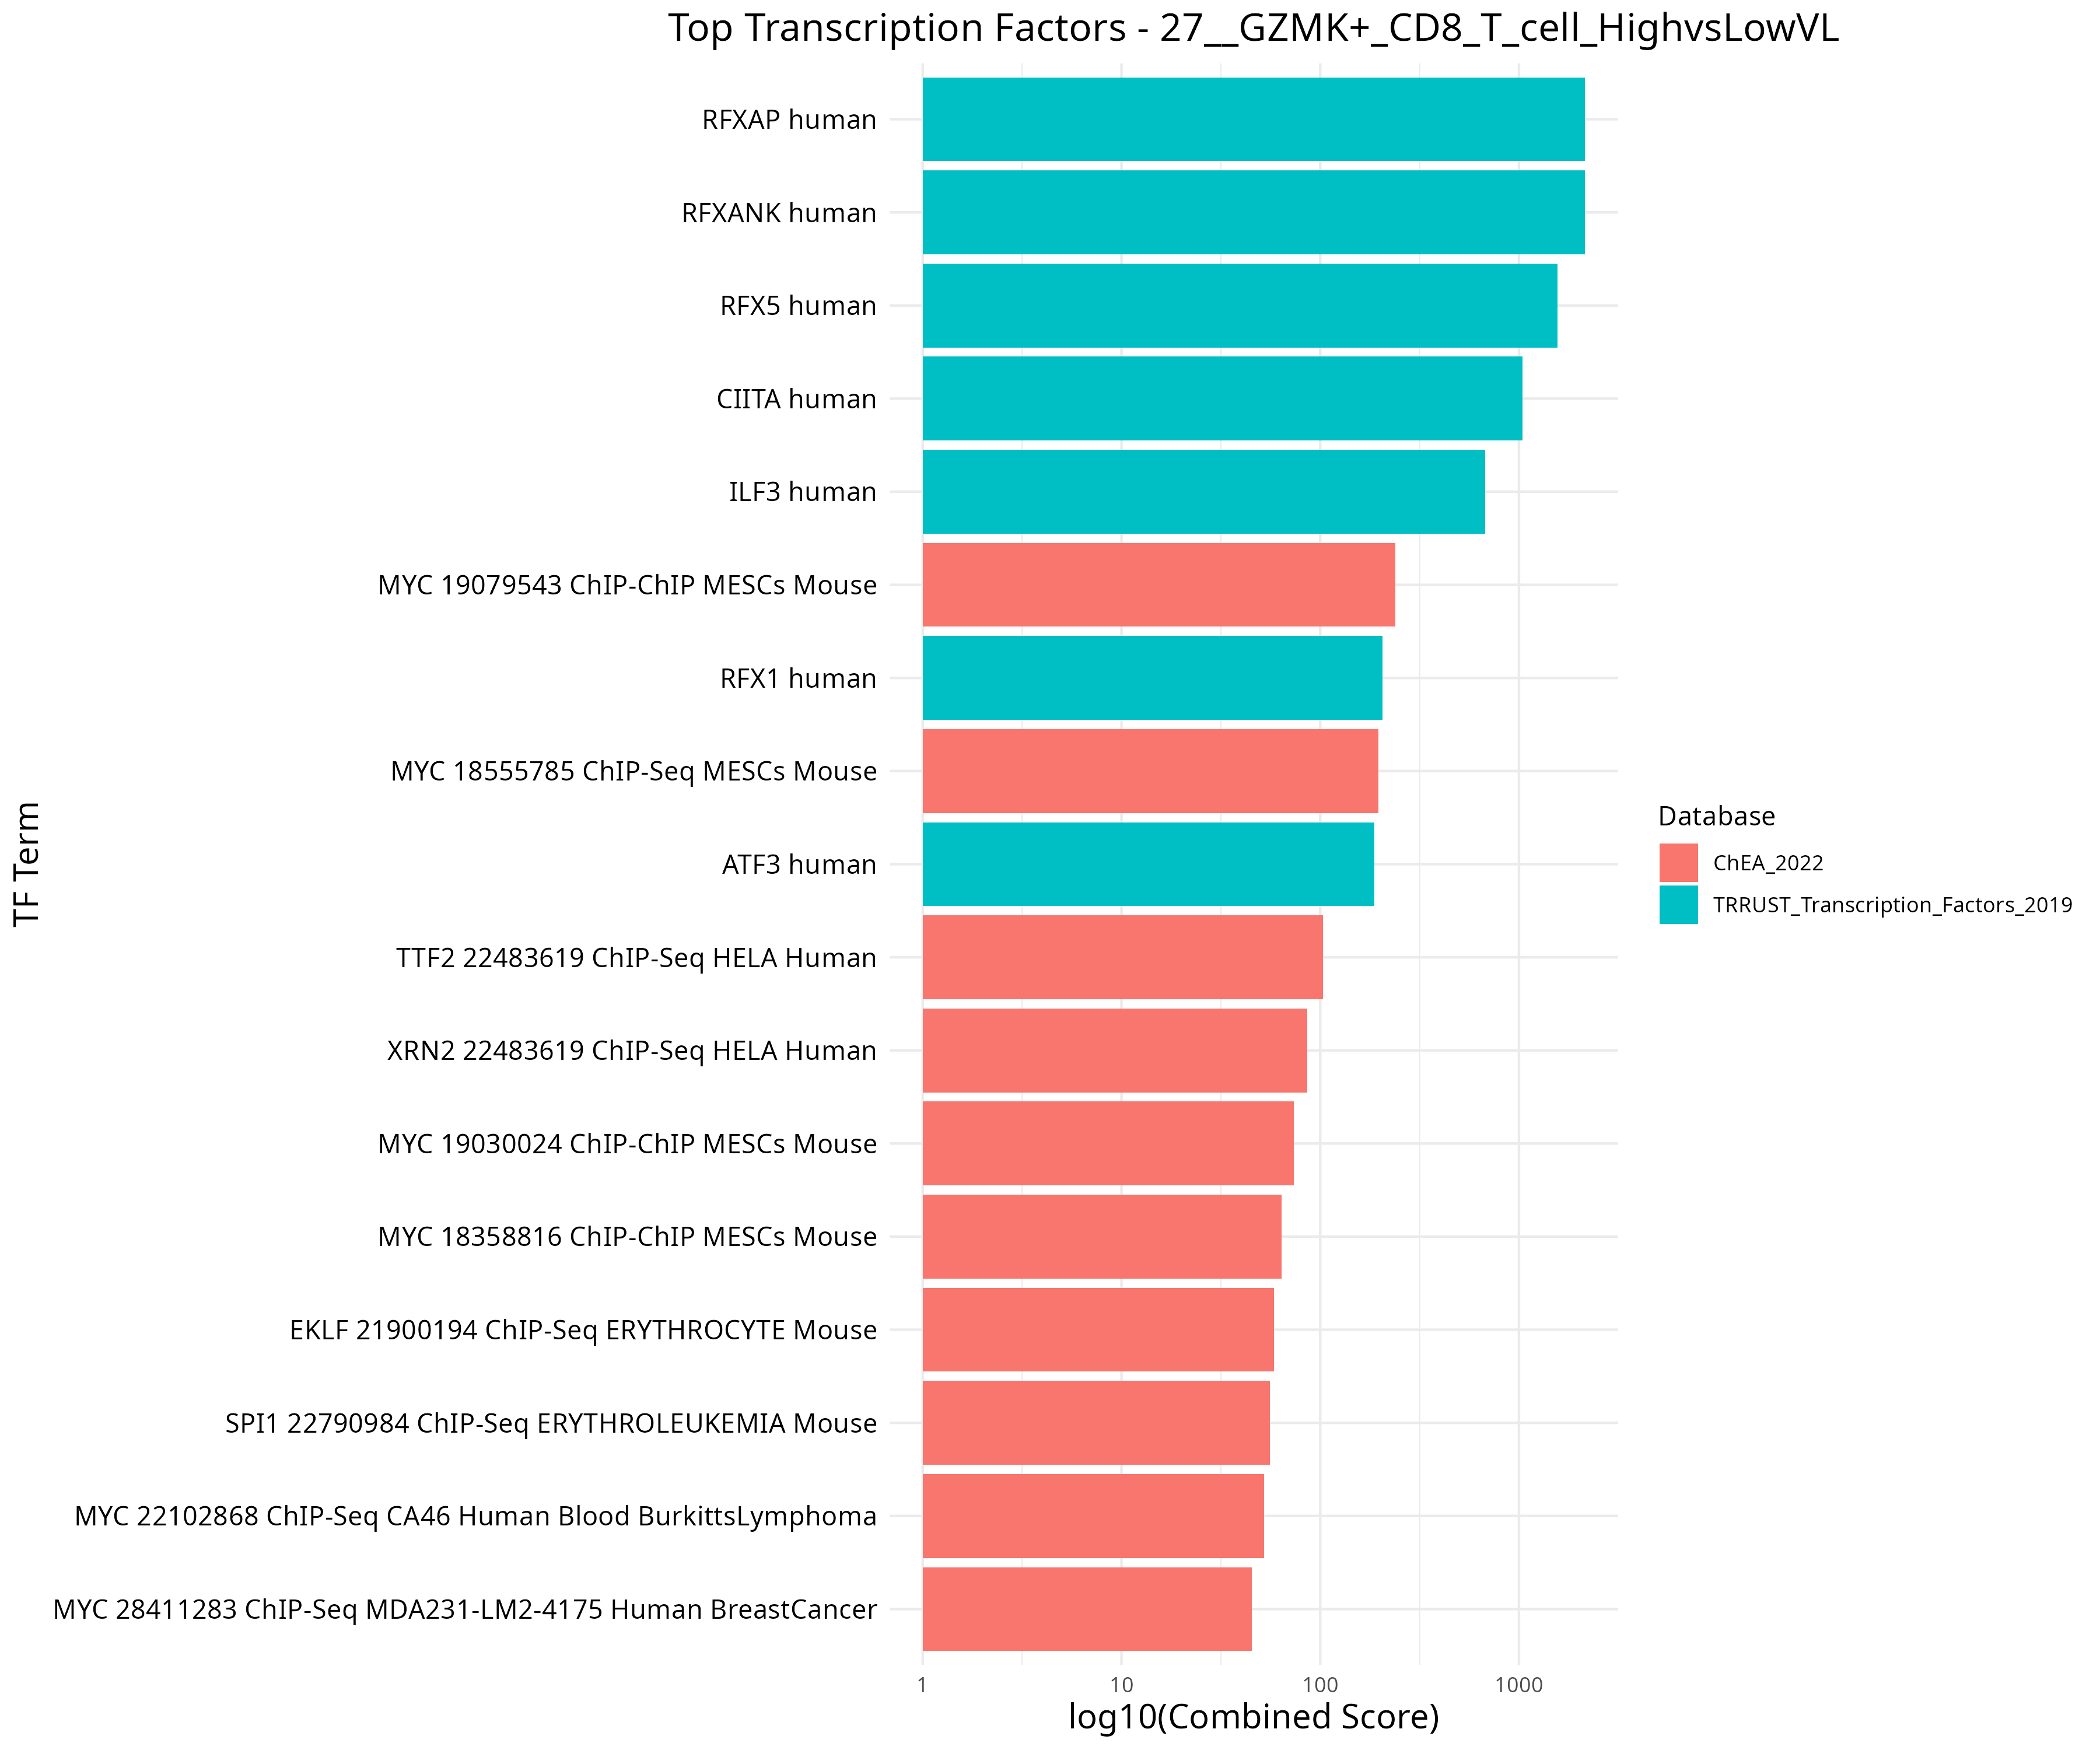 Top Transcription Factors - 27__GZMK+_CD8_T_cell_HighvsLowVL
TF Term
RFXAP human
RFXANK human
RFX5 human
CIITA human
ILF3 human
MYC 19079543 ChIP-ChIP MESCs Mouse
RFX1 human
MYC 18555785 ChIP-Seq MESCs Mouse
ATF3 human
TTF2 22483619 ChIP-Seq HELA Human
XRN2 22483619 ChIP-Seq HELA Human
MYC 19030024 ChIP-ChIP MESCs Mouse
MYC 18358816 ChIP-ChIP MESCs Mouse
EKLF 21900194 ChIP-Seq ERYTHROCYTE Mouse
SPI1 22790984 ChIP-Seq ERYTHROLEUKEMIA Mouse
MYC 22102868 ChIP-Seq CA46 Human Blood BurkittsLymphoma
MYC 28411283 ChIP-Seq MDA231-LM2-4175 Human BreastCancer
1 10 100 1000
log10(Combined Score)
Database
ChEA_2022
TRRUST_Transcription_Factors_2019